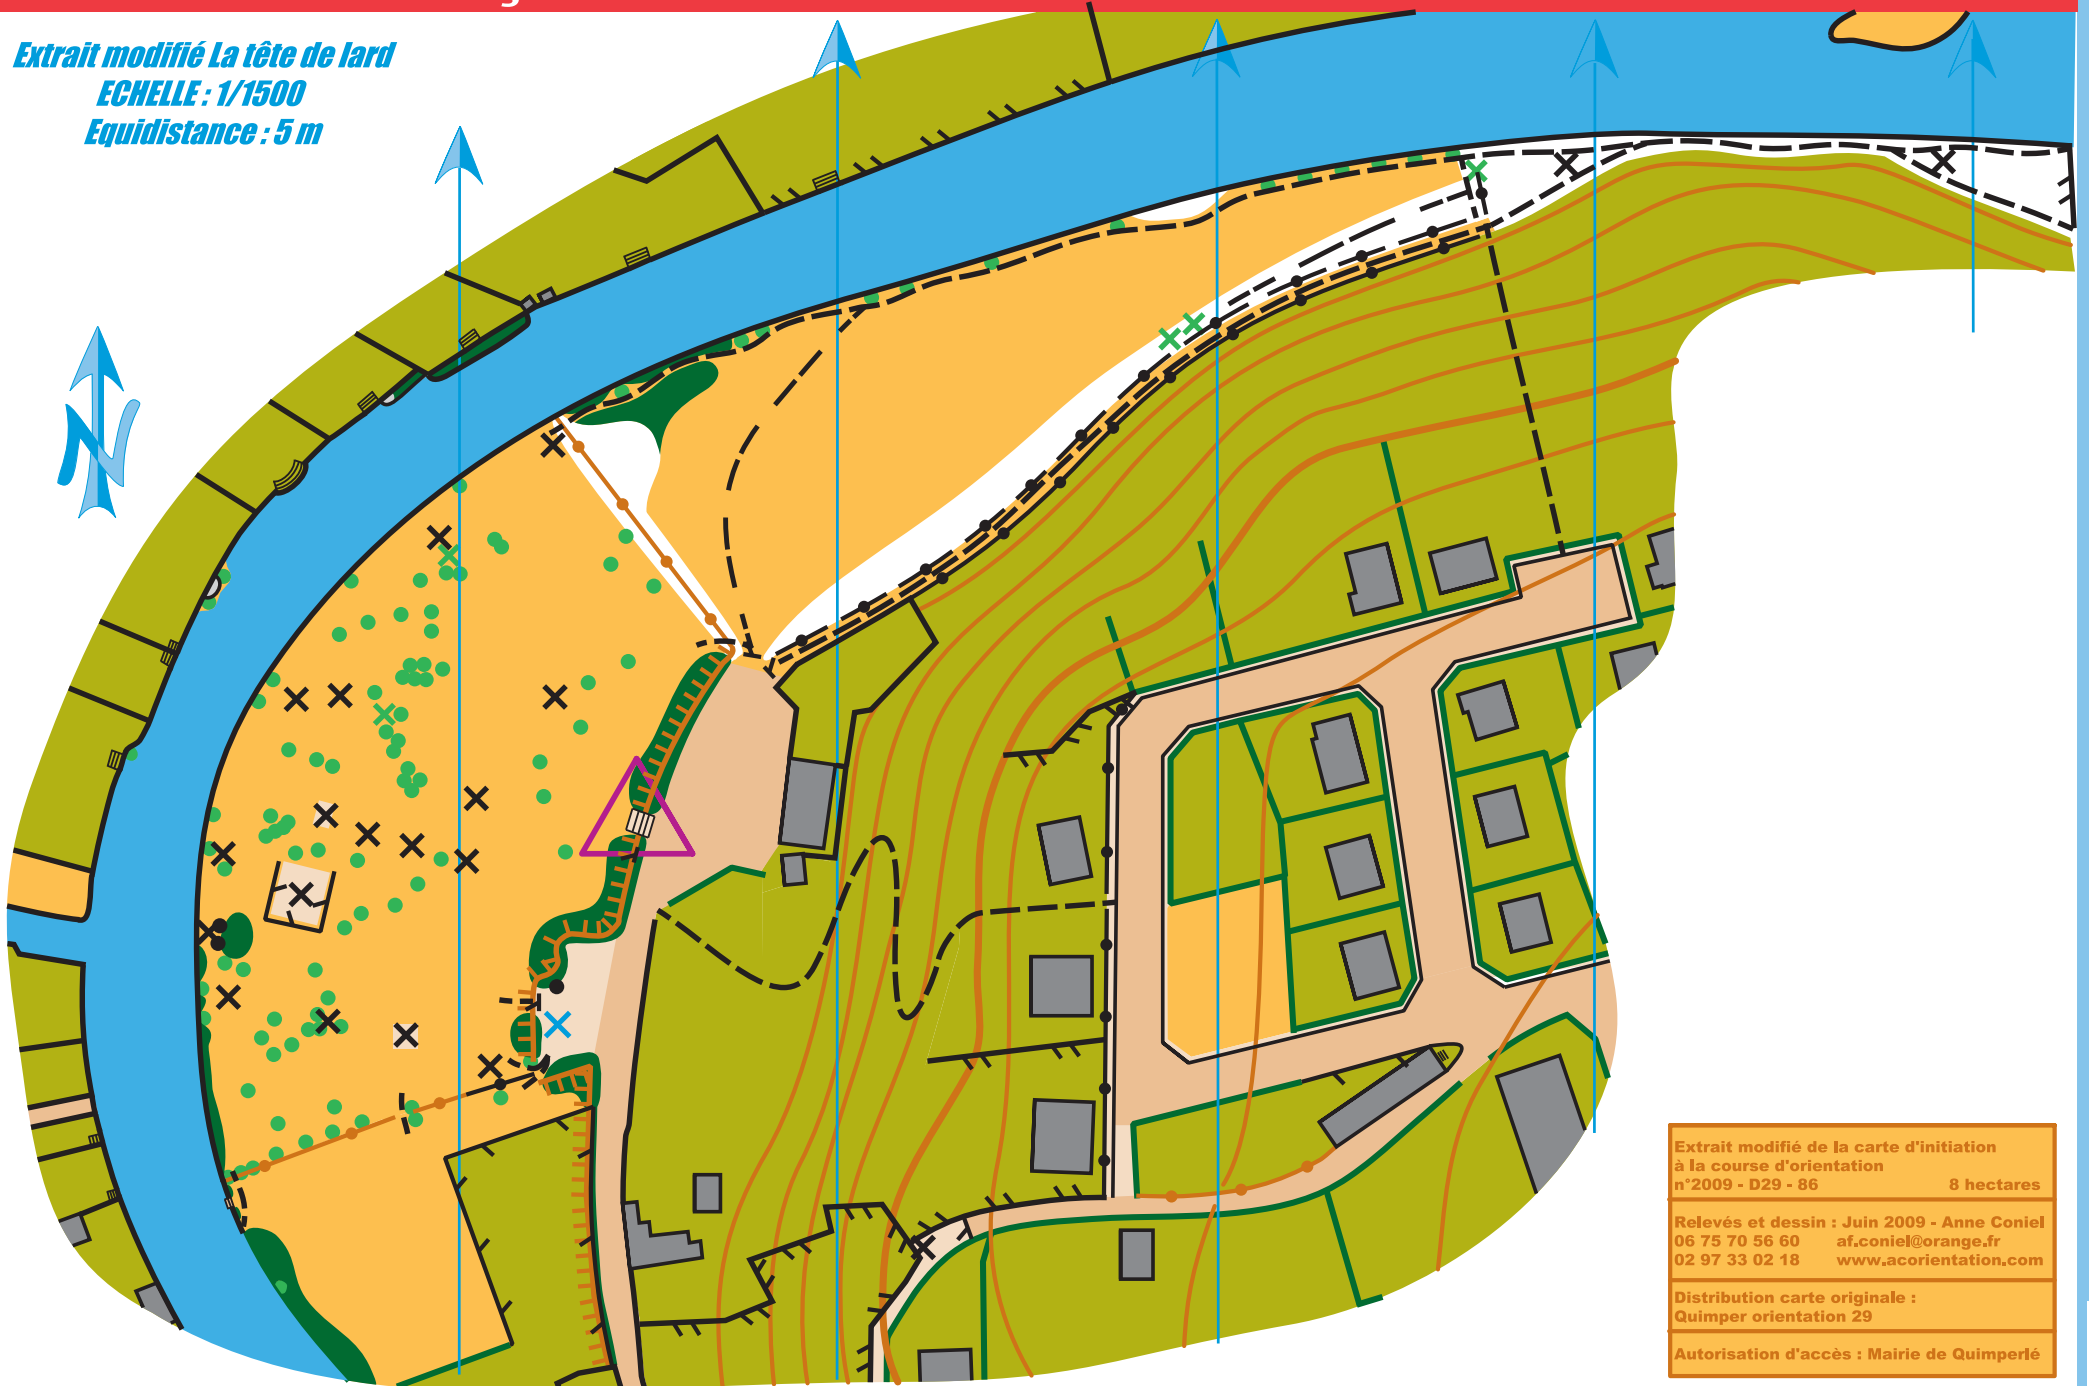 Extrait modifié La tête de lard
ECHELLE : 1/1500
Equidistance : 5 m
N
Extrait modifié de la carte d'initiation
à la course d'orientation
n°2009 - D29 - 86 8 hectares
Relevés et dessin : Juin 2009 - Anne Coniel
06 75 70 56 60 af.coniel@orange.fr
02 97 33 02 18 www.acorientation.com
Distribution carte originale :
Quimper orientation 29
Autorisation d'accès : Mairie de Quimperlé